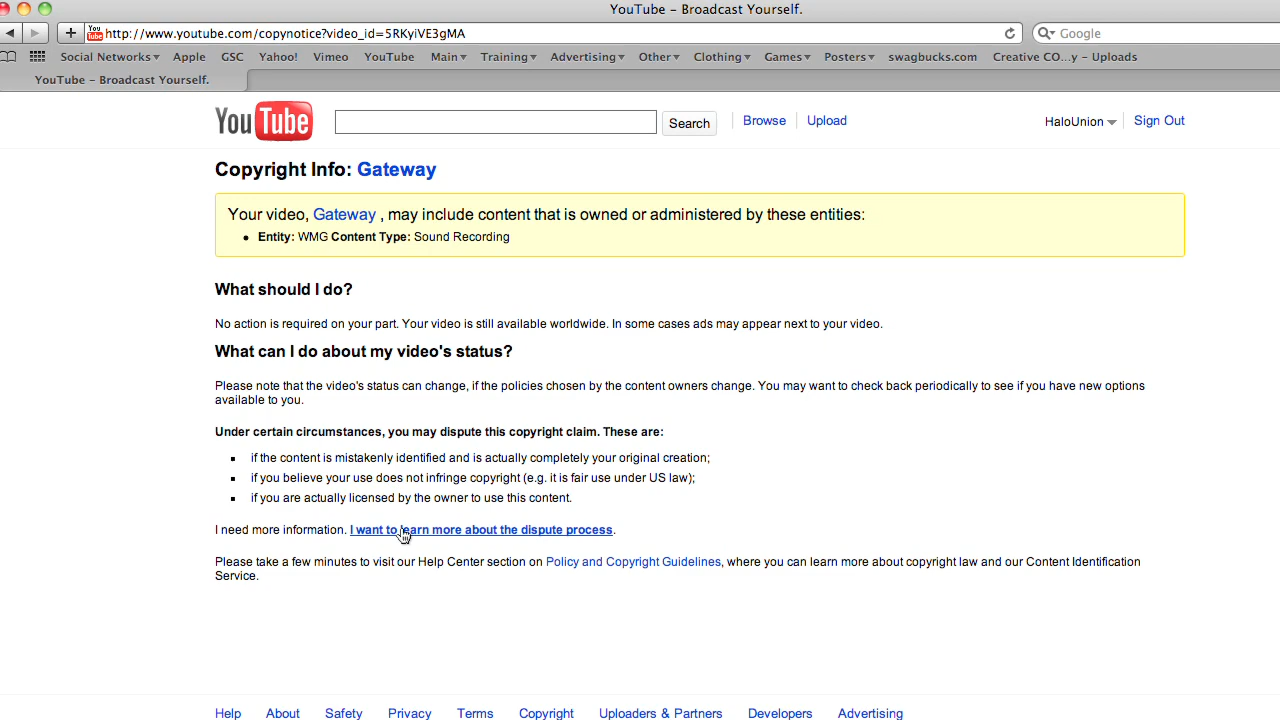 YouTube – Broadcast Yourself.
http://www.youtube.com/copynotice?video_id=5RKyiVE3gMA
Google
Social Networks Apple GSC Yahoo! Vimeo YouTube Main Training Advertising Other Clothing Games Posters swagbucks.com Creative CO...y – Uploads
YouTube – Broadcast Yourself.
YouTube Search Browse Upload HaloUnion Sign Out
Copyright Info: Gateway
Your video, Gateway , may include content that is owned or administered by these entities:
Entity: WMG Content Type: Sound Recording
What should I do?
No action is required on your part. Your video is still available worldwide. In some cases ads may appear next to your video.
What can I do about my video's status?
Please note that the video's status can change, if the policies chosen by the content owners change. You may want to check back periodically to see if you have new options
available to you.
Under certain circumstances, you may dispute this copyright claim. These are:
if the content is mistakenly identified and is actually completely your original creation;
if you believe your use does not infringe copyright (e.g. it is fair use under US law);
if you are actually licensed by the owner to use this content.
I need more information. I want to learn more about the dispute process.
Please take a few minutes to visit our Help Center section on Policy and Copyright Guidelines, where you can learn more about copyright law and our Content Identification
Service.
Help About Safety Privacy Terms Copyright Uploaders & Partners Developers Advertising